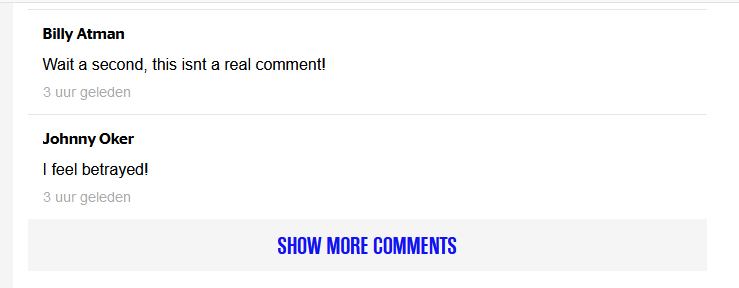 Billy Atman
Wait a second, this isnt a real comment!
3 uur geleden
Johnny Oker
I feel betrayed!
3 uur geleden
SHOW MORE COMMENTS